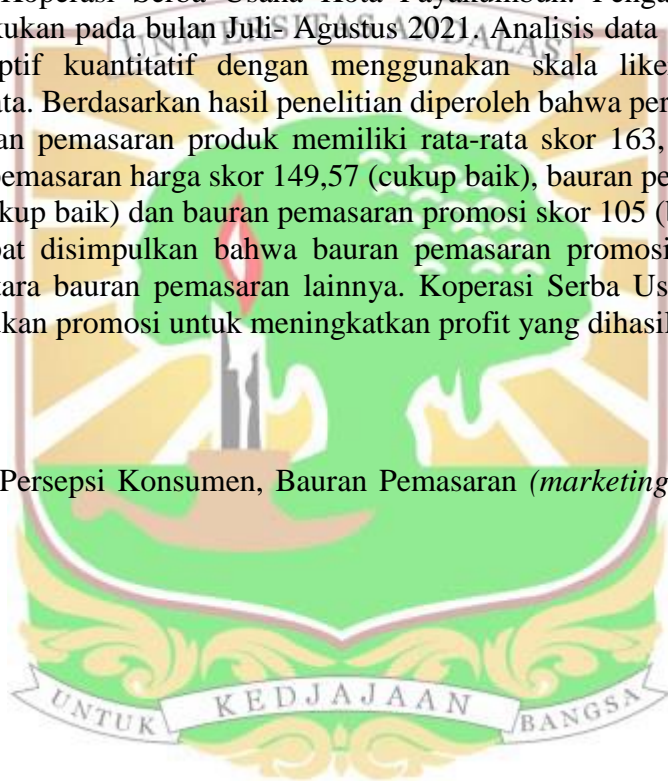 Koperasi Serba Usaha Kota Payakumbuh. Pengu
kukan pada bulan Juli- Agustus 2021. Analisis data
ptif kuantitatif dengan menggunakan skala like
ata. Berdasarkan hasil penelitian diperoleh bahwa per
an pemasaran produk memiliki rata-rata skor 163,
pemasaran harga skor 149,57 (cukup baik), bauran pe
kup baik) dan bauran pemasaran promosi skor 105 (
pat disimpulkan bahwa bauran pemasaran promosi
tara bauran pemasaran lainnya. Koperasi Serba Us
ukan promosi untuk meningkatkan profit yang dihasil
Persepsi Konsumen, Bauran Pemasaran (marketing
UNIVERSITAS ANDALAS
UNTUK KEDJAJAAN BANGSA